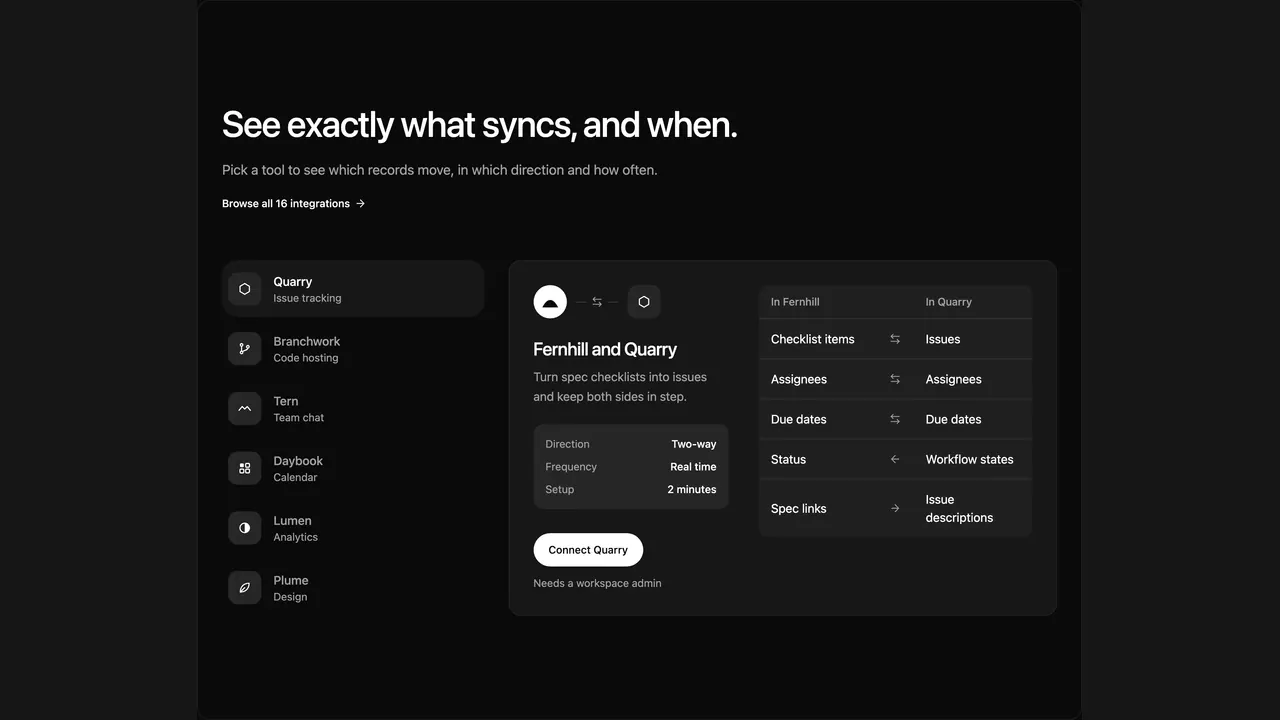 See exactly what syncs, and when.
Pick a tool to see which records move, in which direction and how often.
Browse all 16 integrations
Quarry
Issue tracking
Branchwork
Code hosting
Tern
Team chat
Daybook
Calendar
Lumen
Analytics
Plume
Design
Fernhill and Quarry
Turn spec checklists into issues
and keep both sides in step.
Direction Two-way
Frequency Real time
Setup 2 minutes
Connect Quarry
Needs a workspace admin
In Fernhill In Quarry
Checklist items Issues
Assignees Assignees
Due dates Due dates
Status Workflow states
Spec links Issue
descriptions